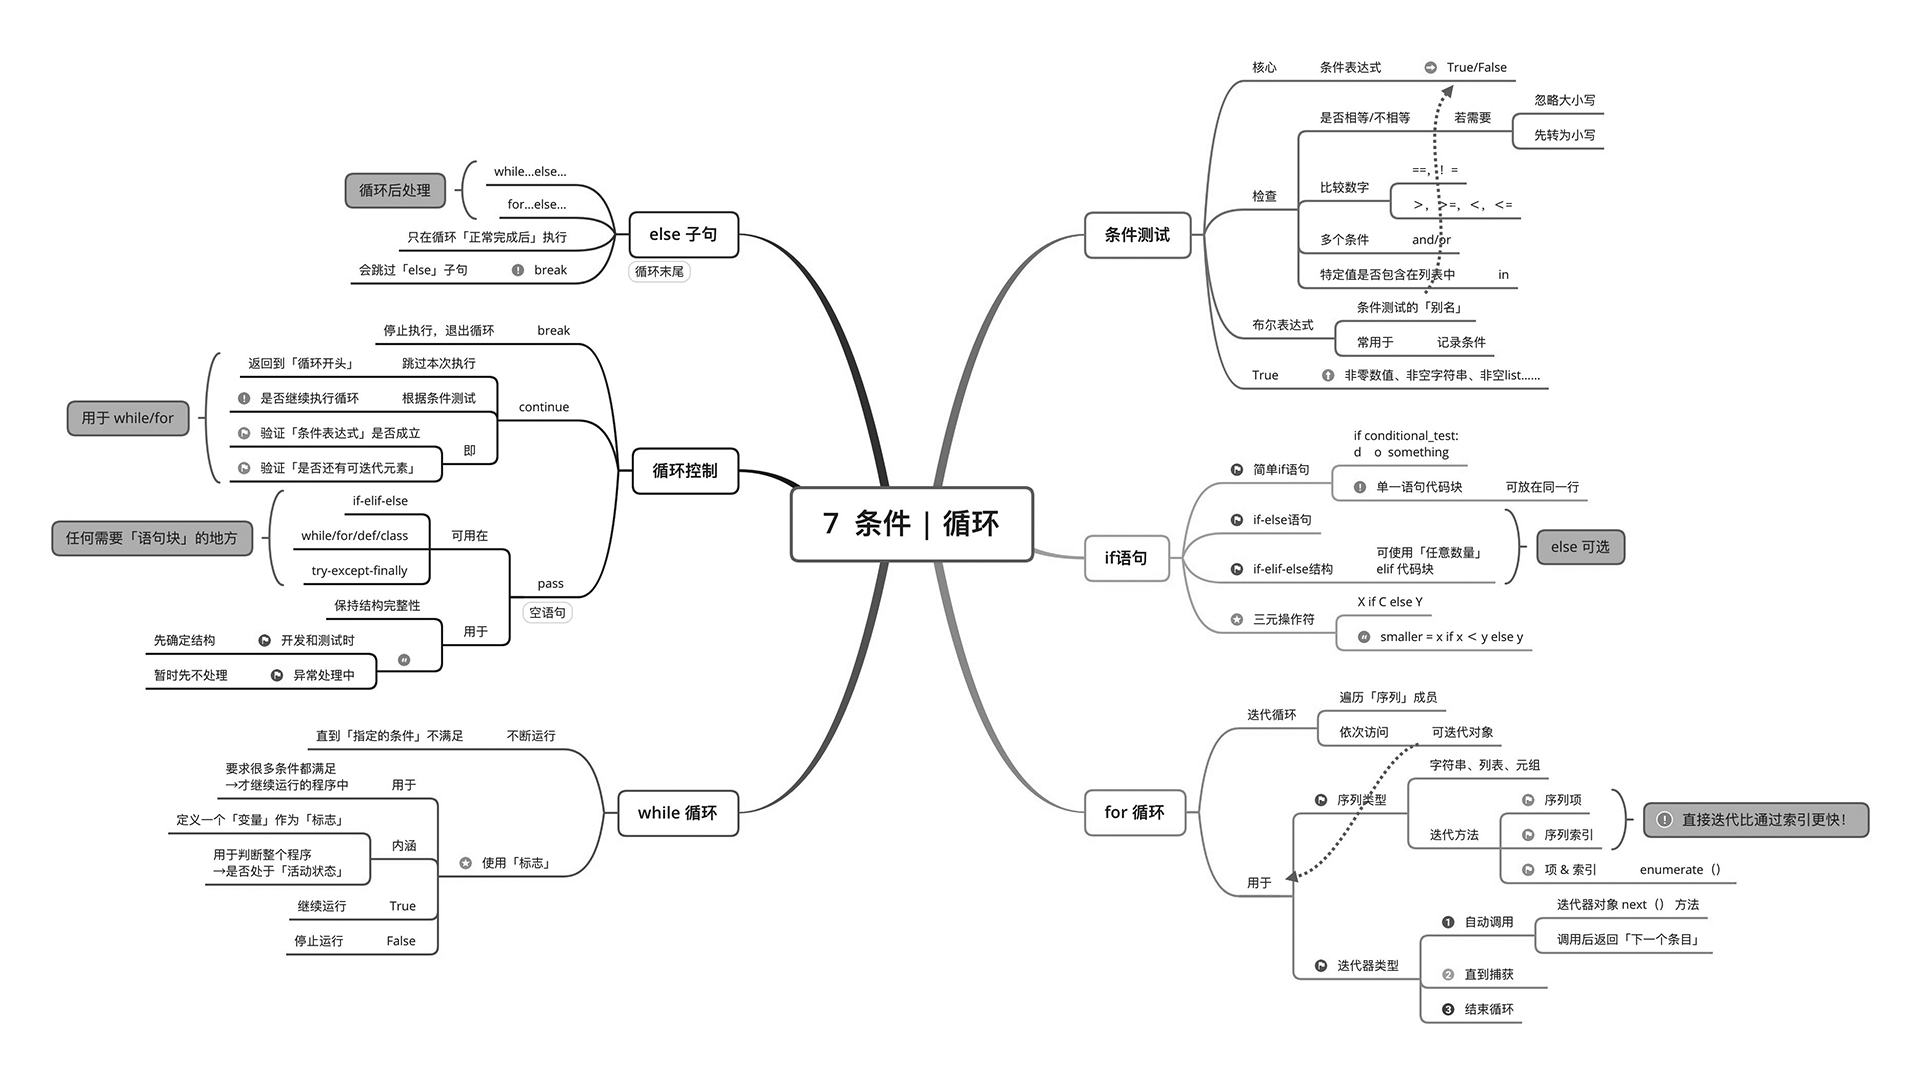 7 条件 | 循环
条件测试
核心 条件表达式 True/False
检查
是否相等/不相等 若需要
忽略大小写
先转为小写
比较数字
==, ! =
>, >=, <, <=
多个条件 and/or
特定值是否包含在列表中 in
布尔表达式
条件测试的「别名」
常用于 记录条件
True 非零数值、非空字符串、非空list......
if语句
简单if语句
if conditional_test:
d o something
单一语句代码块 可放在同一行
if-else语句
if-elif-else结构
可使用「任意数量」
elif 代码块
else 可选
三元操作符
X if C else Y
smaller = x if x < y else y
for 循环
迭代循环
遍历「序列」成员
依次访问 可迭代对象
用于
序列类型
字符串、列表、元组
迭代方法
序列项
序列索引
直接迭代比通过索引更快!
项 & 索引 enumerate（）
迭代器类型
1 自动调用
迭代器对象 next（） 方法
调用后返回「下一个条目」
2 直到捕获
3 结束循环
else 子句
循环末尾
while...else...
for...else...
循环后处理
只在循环「正常完成后」执行
会跳过「else」子句 break
循环控制
停止执行，退出循环 break
continue
返回到「循环开头」 跳过本次执行
是否继续执行循环 根据条件测试
即
验证「条件表达式」是否成立
验证「是否还有可迭代元素」
用于 while/for
pass
空语句
可用在
if-elif-else
while/for/def/class
try-except-finally
任何需要「语句块」的地方
用于
保持结构完整性
先确定结构 开发和测试时
暂时先不处理 异常处理中
while 循环
直到「指定的条件」不满足 不断运行
使用「标志」
要求很多条件都满足
→才继续运行的程序中
用于
内涵
定义一个「变量」作为「标志」
用于判断整个程序
→是否处于「活动状态」
继续运行 True
停止运行 False